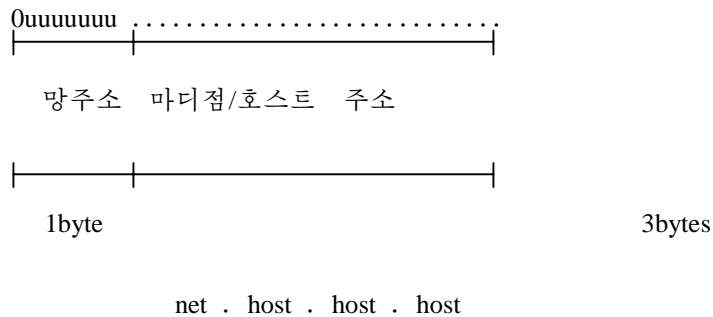 0uuuuuuu ............................
망주소 마디점/호스트 주소
1byte 3bytes
net . host . host . host